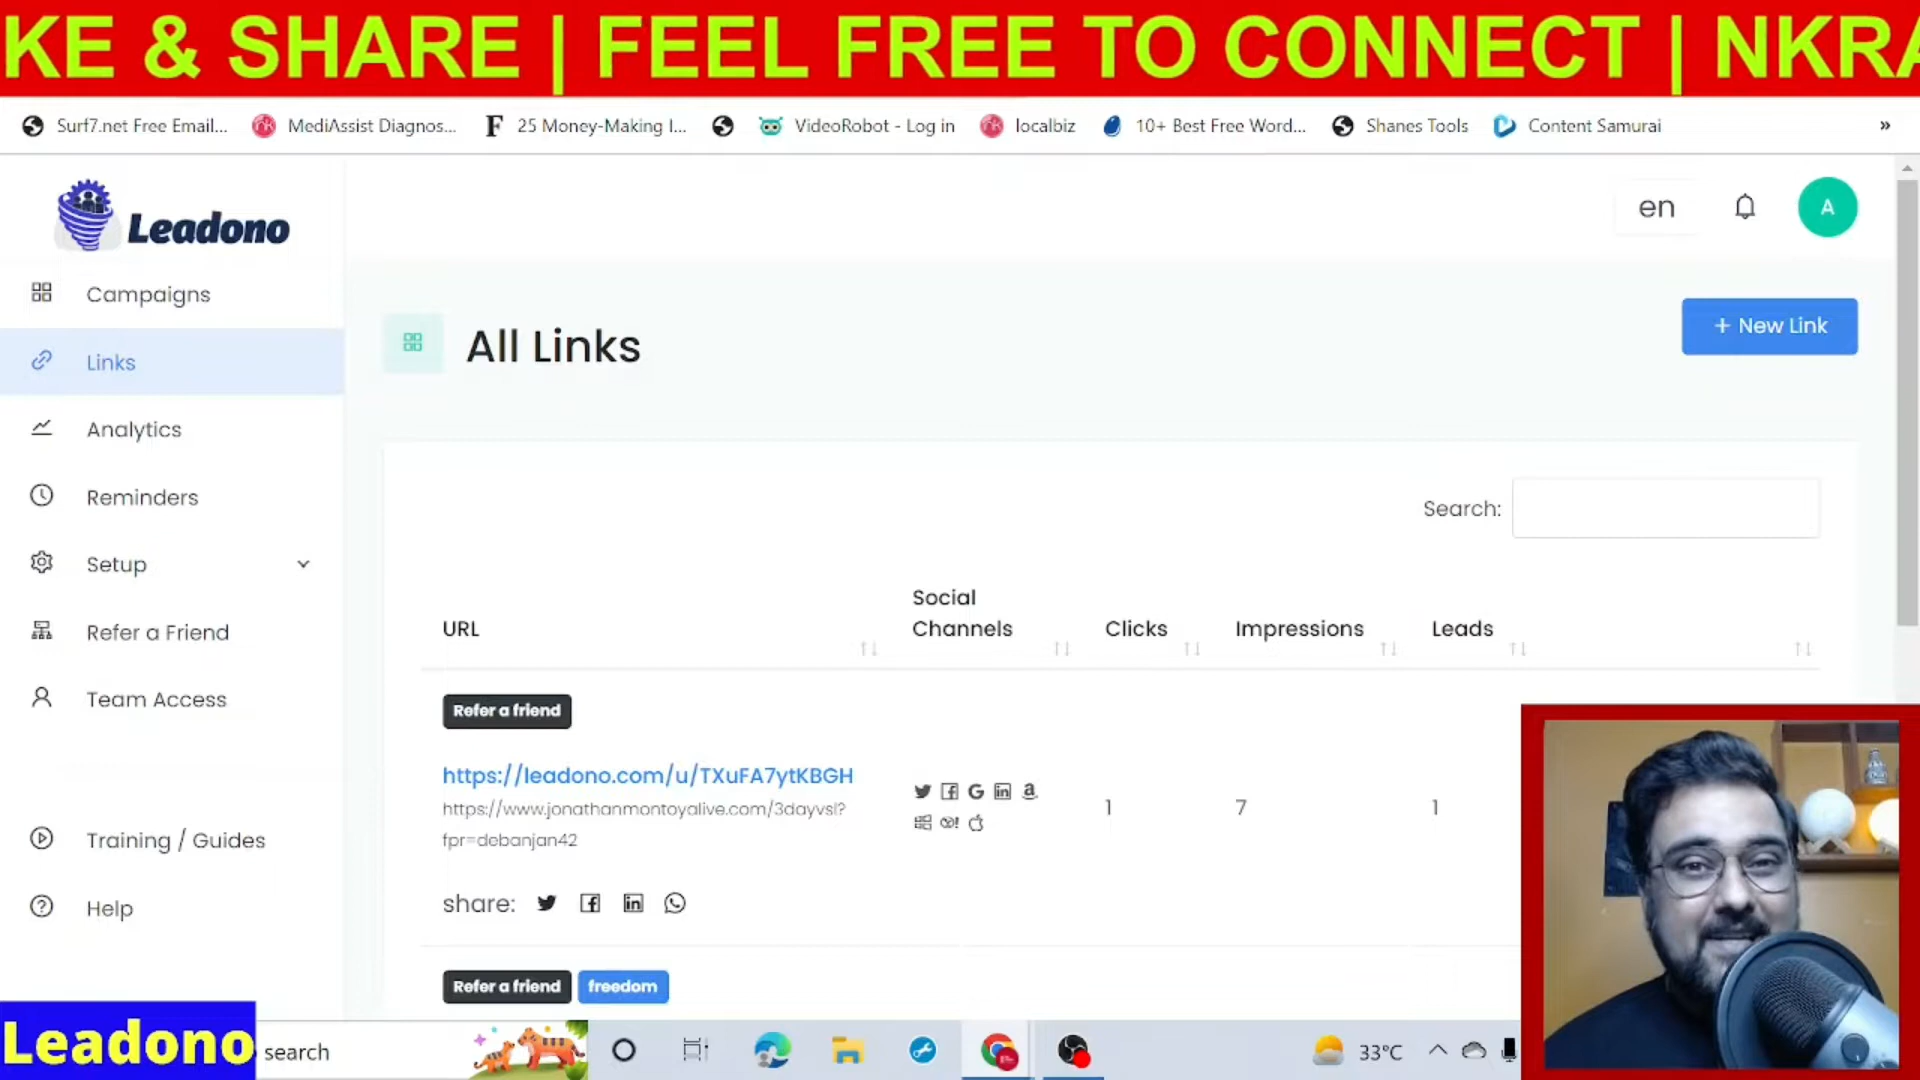 KE & SHARE | FEEL FREE TO CONNECT | NKRA
Surf7.net Free Email... MediAssist Diagnos... 25 Money-Making I... VideoRobot - Log in localbiz 10+ Best Free Word... Shanes Tools Content Samurai »
Leadono
en
A
Campaigns
Links
Analytics
Reminders
Setup
Refer a Friend
Team Access
Training / Guides
Help
All Links
+ New Link
Search:
URL
Social
Channels
Clicks
Impressions
Leads
Refer a friend
https://leadono.com/u/TXuFA7ytKBGH
https://www.jonathanmontoyalive.com/3dayvsl?
fpr=debanjan42
1
7
1
share:
Refer a friend freedom
Leadono
search
33°C